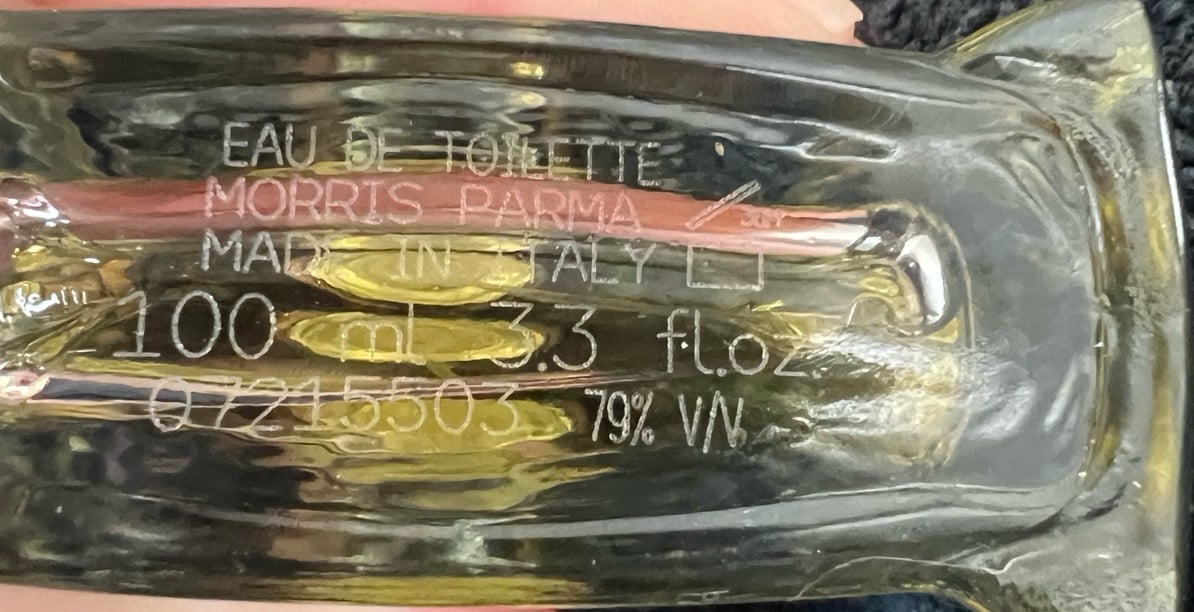 EAU DE TOILETTE
MORRIS PARMA
MADE IN ITALY
100 ml 3.3 fl.oz.
07215503 79% V/V